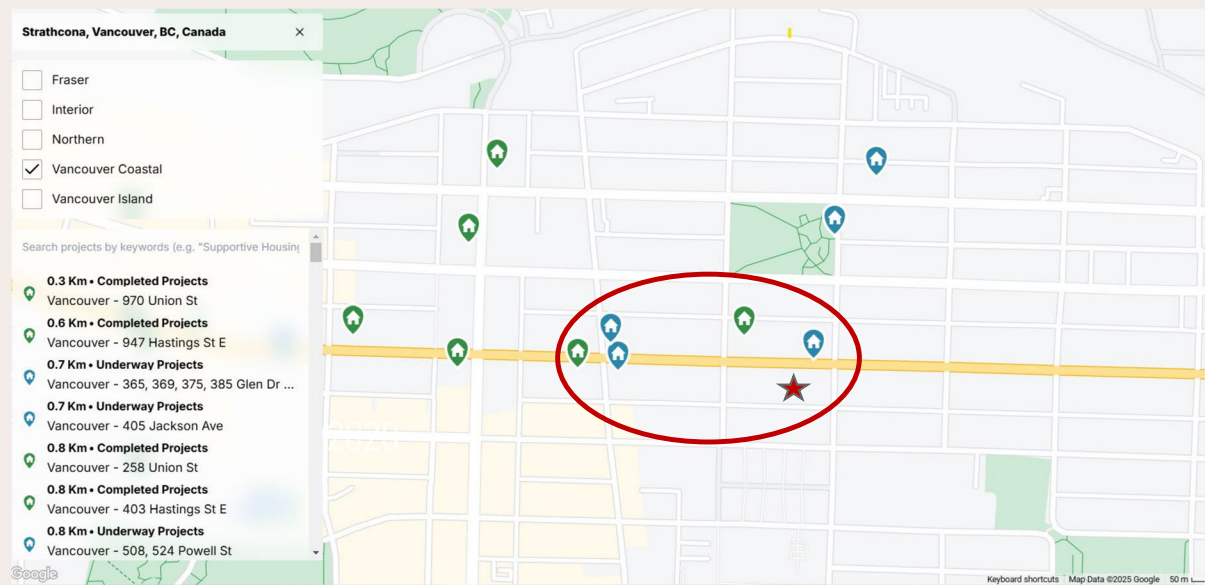 Strathcona, Vancouver, BC, Canada ×
Fraser
Interior
Northern
Vancouver Coastal
Vancouver Island
Search projects by keywords (e.g. "Supportive Housing
0.3 Km • Completed Projects
Vancouver - 970 Union St
0.6 Km • Completed Projects
Vancouver - 947 Hastings St E
0.7 Km • Underway Projects
Vancouver - 365, 369, 375, 385 Glen Dr ...
0.7 Km • Underway Projects
Vancouver - 405 Jackson Ave
0.8 Km • Completed Projects
Vancouver - 258 Union St
0.8 Km • Completed Projects
Vancouver - 403 Hastings St E
0.8 Km • Underway Projects
Vancouver - 508, 524 Powell St
Google
Keyboard shortcuts Map Data ©2025 Google 50 m